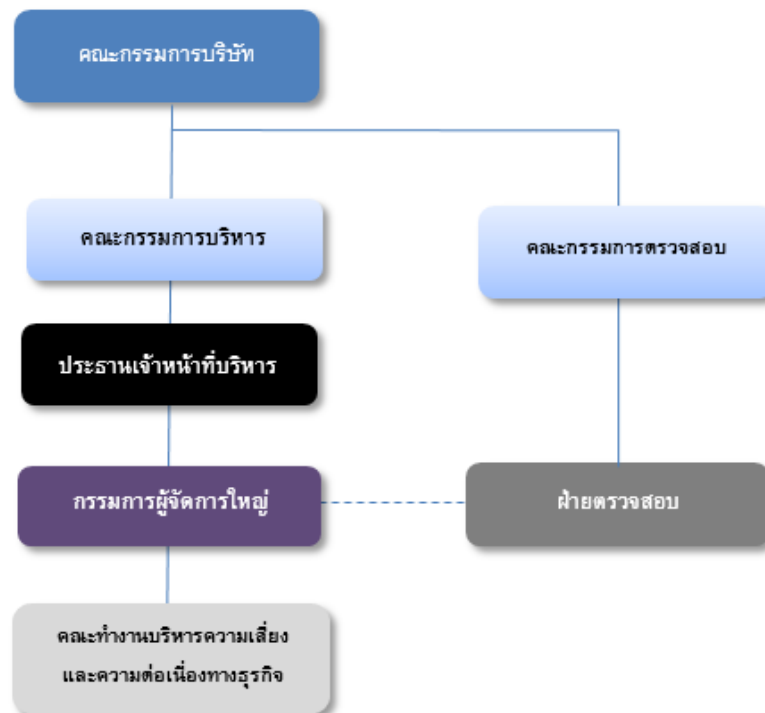 คณะกรรมการบริษัท
คณะกรรมการบริหาร
คณะกรรมการตรวจสอบ
ประธานเจ้าหน้าที่บริหาร
กรรมการผู้จัดการใหญ่
ฝ่ายตรวจสอบ
คณะทำงานบริหารความเสี่ยง
และความต่อเนื่องทางธุรกิจ